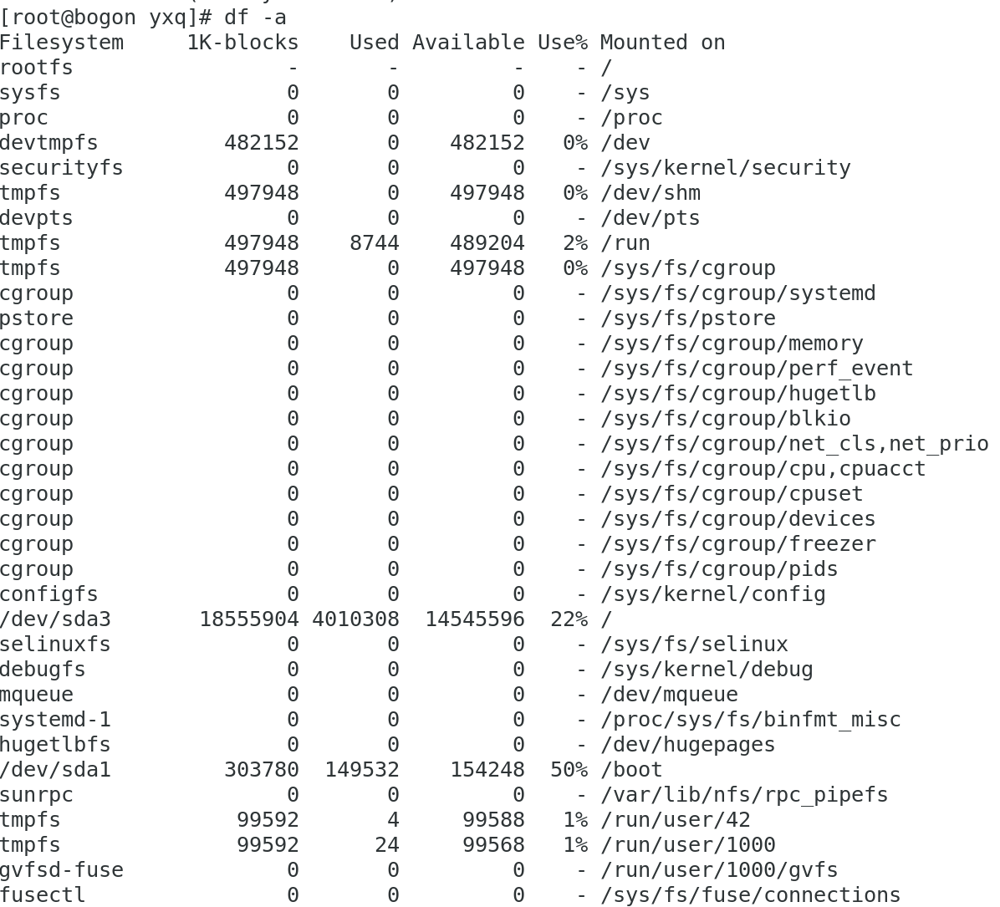 [root@bogon yxq]# df -a
Filesystem     1K-blocks    Used Available Use% Mounted on
rootfs                 -       -         -    - /
sysfs                  0       0         0    - /sys
proc                   0       0         0    - /proc
devtmpfs          482152       0    482152   0% /dev
securityfs             0       0         0    - /sys/kernel/security
tmpfs             497948       0    497948   0% /dev/shm
devpts                 0       0         0    - /dev/pts
tmpfs             497948    8744    489204   2% /run
tmpfs             497948       0    497948   0% /sys/fs/cgroup
cgroup                 0       0         0    - /sys/fs/cgroup/systemd
pstore                 0       0         0    - /sys/fs/pstore
cgroup                 0       0         0    - /sys/fs/cgroup/memory
cgroup                 0       0         0    - /sys/fs/cgroup/perf_event
cgroup                 0       0         0    - /sys/fs/cgroup/hugetlb
cgroup                 0       0         0    - /sys/fs/cgroup/blkio
cgroup                 0       0         0    - /sys/fs/cgroup/net_cls,net_prio
cgroup                 0       0         0    - /sys/fs/cgroup/cpu,cpuacct
cgroup                 0       0         0    - /sys/fs/cgroup/cpuset
cgroup                 0       0         0    - /sys/fs/cgroup/devices
cgroup                 0       0         0    - /sys/fs/cgroup/freezer
cgroup                 0       0         0    - /sys/fs/cgroup/pids
configfs               0       0         0    - /sys/kernel/config
/dev/sda3       18555904 4010308  14545596  22% /
selinuxfs              0       0         0    - /sys/fs/selinux
debugfs                0       0         0    - /sys/kernel/debug
mqueue                 0       0         0    - /dev/mqueue
systemd-1              0       0         0    - /proc/sys/fs/binfmt_misc
hugetlbfs              0       0         0    - /dev/hugepages
/dev/sda1         303780  149532    154248  50% /boot
sunrpc                 0       0         0    - /var/lib/nfs/rpc_pipefs
tmpfs              99592       4     99588   1% /run/user/42
tmpfs              99592      24     99568   1% /run/user/1000
gvfsd-fuse             0       0         0    - /run/user/1000/gvfs
fusectl                0       0         0    - /sys/fs/fuse/connections